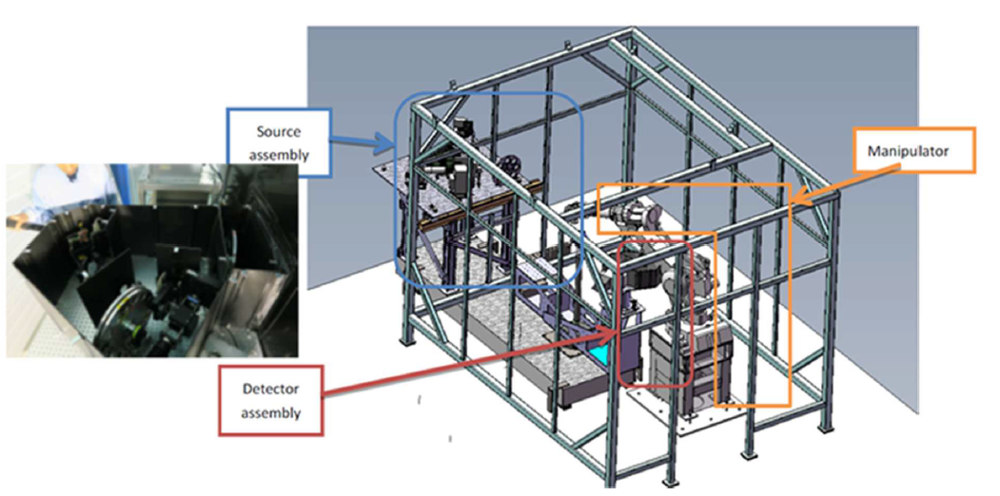 Source
assembly
Manipulator
Detector
assembly